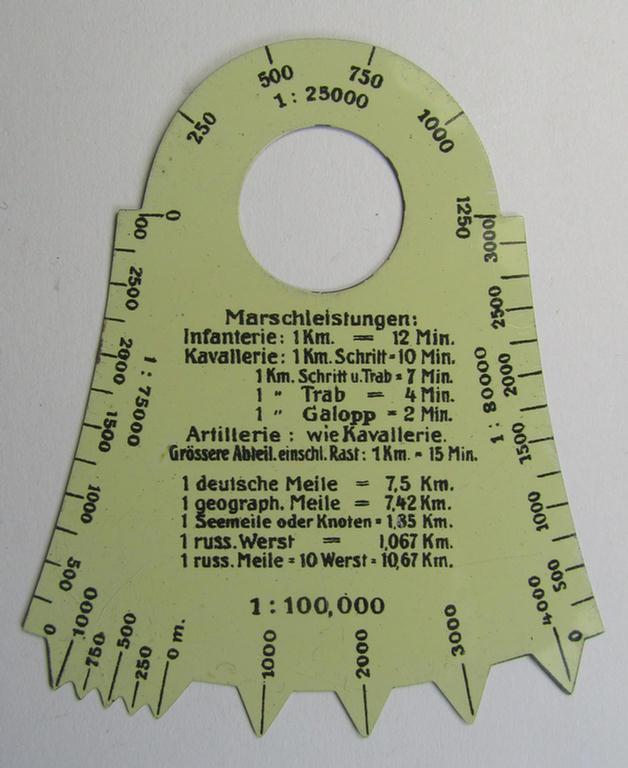 250 500 750 1000
1 : 25000
0 1250
Marschleistungen:
Infanterie: 1 Km. = 12 Min.
Kavallerie: 1 Km. Schritt = 10 Min.
1 Km. Schritt u. Trab = 7 Min.
1 " Trab = 4 Min.
1 " Galopp = 2 Min.
Artillerie : wie Kavallerie.
Grössere Abteil. einschl. Rast : 1 Km. = 15 Min.
1 deutsche Meile = 7,5 Km.
1 geograph. Meile = 7,42 Km.
1 Seemeile oder Knoten = 1,85 Km.
1 russ. Werst = 1,067 Km.
1 russ. Meile = 10 Werst = 10,67 Km.
1 : 100,000
1000 750 500 250 0 m. 1000 2000 3000 4000
00 2500 2000 1500 1000 500 0
1 : 75000
3000 2500 2000 1500 1000 500 0
1 : 80000